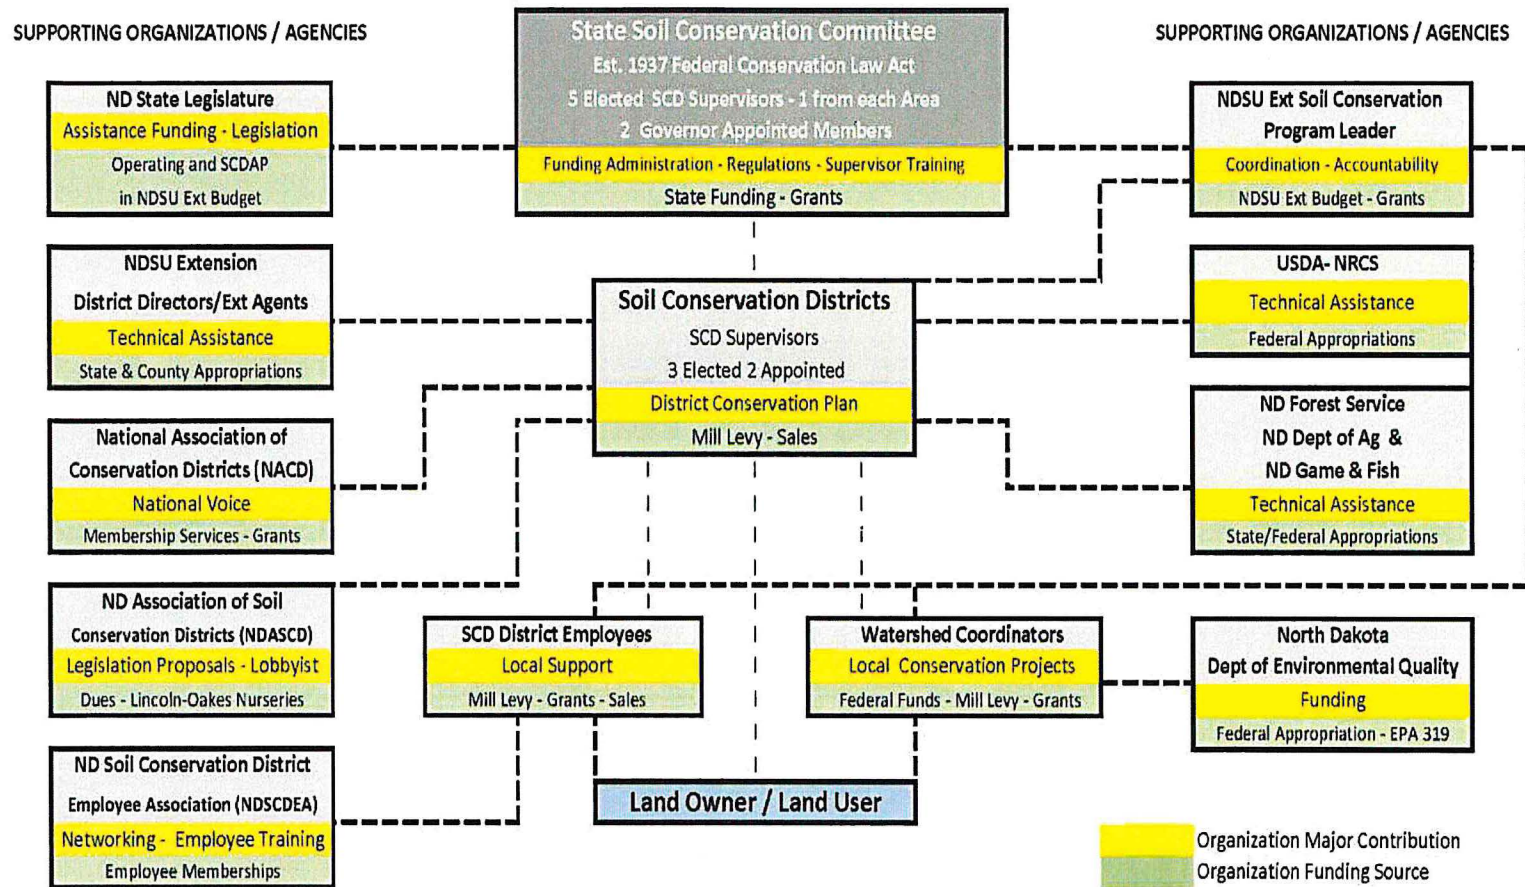 SUPPORTING ORGANIZATIONS / AGENCIES
State Soil Conservation Committee
Est. 1937 Federal Conservation Law Act
5 Elected SCD Supervisors - 1 from each Area
2 Governor Appointed Members
Funding Administration - Regulations - Supervisor Training
State Funding - Grants
SUPPORTING ORGANIZATIONS / AGENCIES
ND State Legislature
Assistance Funding - Legislation
Operating and SCDAP
in NDSU Ext Budget
NDSU Ext Soil Conservation
Program Leader
Coordination - Accountability
NDSU Ext Budget - Grants
NDSU Extension
District Directors/Ext Agents
Technical Assistance
State & County Appropriations
Soil Conservation Districts
SCD Supervisors
3 Elected 2 Appointed
District Conservation Plan
Mill Levy - Sales
USDA- NRCS
Technical Assistance
Federal Appropriations
National Association of
Conservation Districts (NACD)
National Voice
Membership Services - Grants
ND Forest Service
ND Dept of Ag &
ND Game & Fish
Technical Assistance
State/Federal Appropriations
ND Association of Soil
Conservation Districts (NDASCD)
Legislation Proposals - Lobbyist
Dues - Lincoln-Oakes Nurseries
SCD District Employees
Local Support
Mill Levy - Grants - Sales
Watershed Coordinators
Local Conservation Projects
Federal Funds - Mill Levy - Grants
North Dakota
Dept of Environmental Quality
Funding
Federal Appropriation - EPA 319
ND Soil Conservation District
Employee Association (NDSCDEA)
Networking - Employee Training
Employee Memberships
Land Owner / Land User
Organization Major Contribution
Organization Funding Source